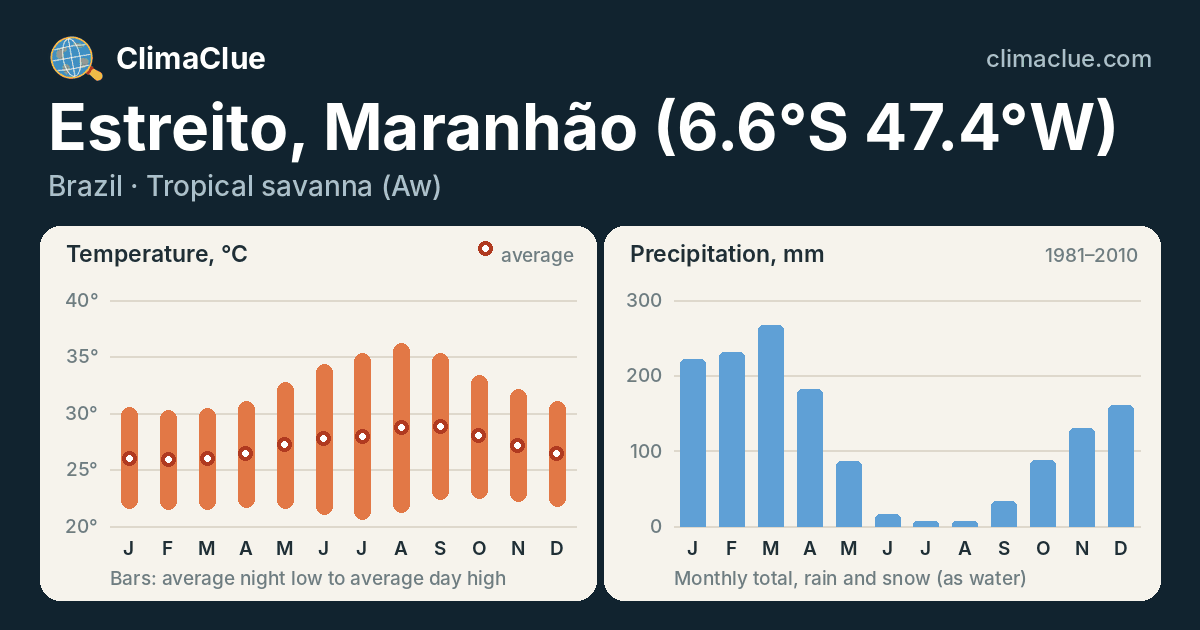 ClimaClue
climaclue.com
Estreito, Maranhão (6.6°S 47.4°W)
Brazil · Tropical savanna (Aw)
Temperature, °C
average
40°
35°
30°
25°
20°
J F M A M J J A S O N D
Bars: average night low to average day high
Precipitation, mm
1981–2010
300
200
100
0
J F M A M J J A S O N D
Monthly total, rain and snow (as water)